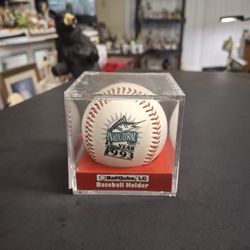 INAUGURAL
YEAR
1993
BallQube, LC
Baseball Holder